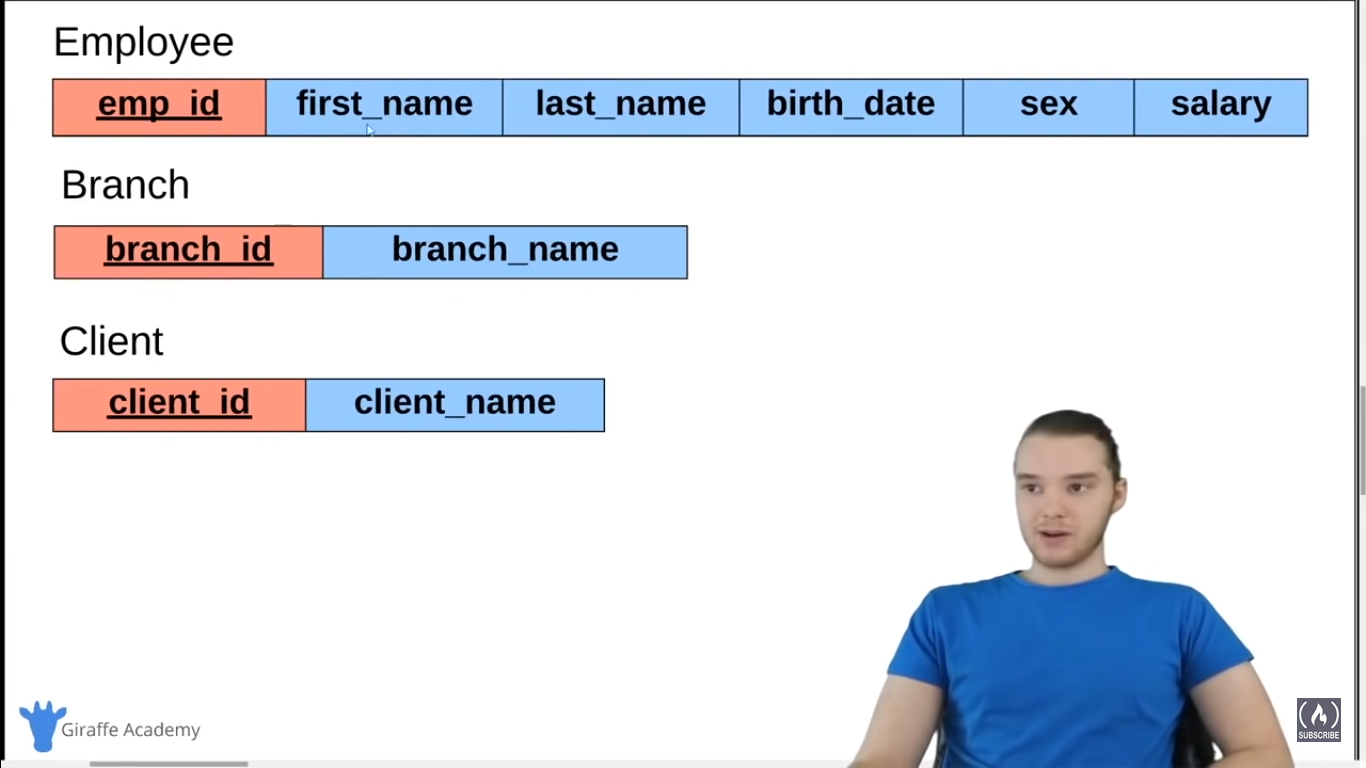 Employee
emp_id first_name last_name birth_date sex salary
Branch
branch_id branch_name
Client
client_id client_name
Giraffe Academy
SUBSCRIBE